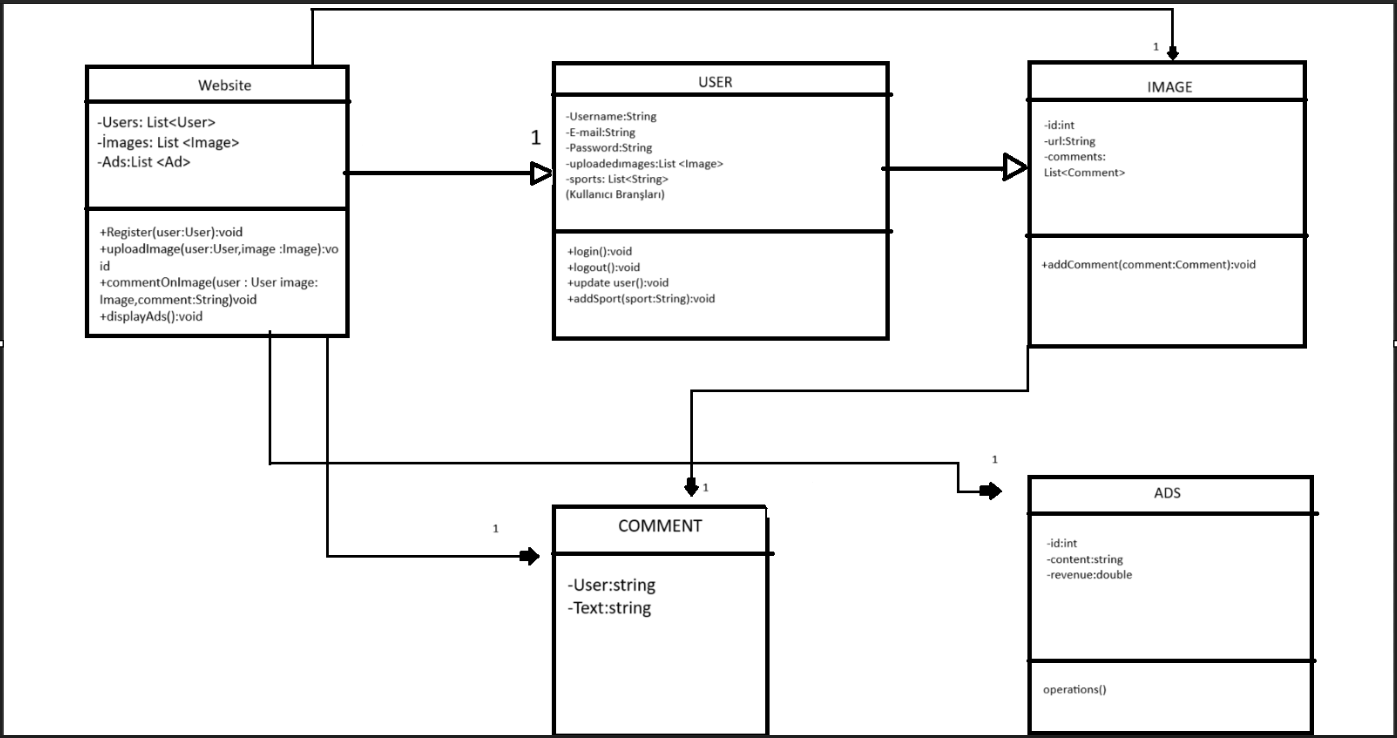 1
Website
-Users: List<User>
-İmages: List <Image>
-Ads:List <Ad>
+Register(user:User):void
+uploadImage(user:User,image :Image):vo
id
+commentOnImage(user : User image:
Image,comment:String)void
+displayAds():void
1
USER
-Username:String
-E-mail:String
-Password:String
-uploadedımages:List <Image>
-sports: List<String>
(Kullanıcı Branşları)
+login():void
+logout():void
+update user():void
+addSport(sport:String):void
IMAGE
-id:int
-url:String
-comments:
List<Comment>
+addComment(comment:Comment):void
1
1
1
COMMENT
-User:string
-Text:string
ADS
-id:int
-content:string
-revenue:double
operations()